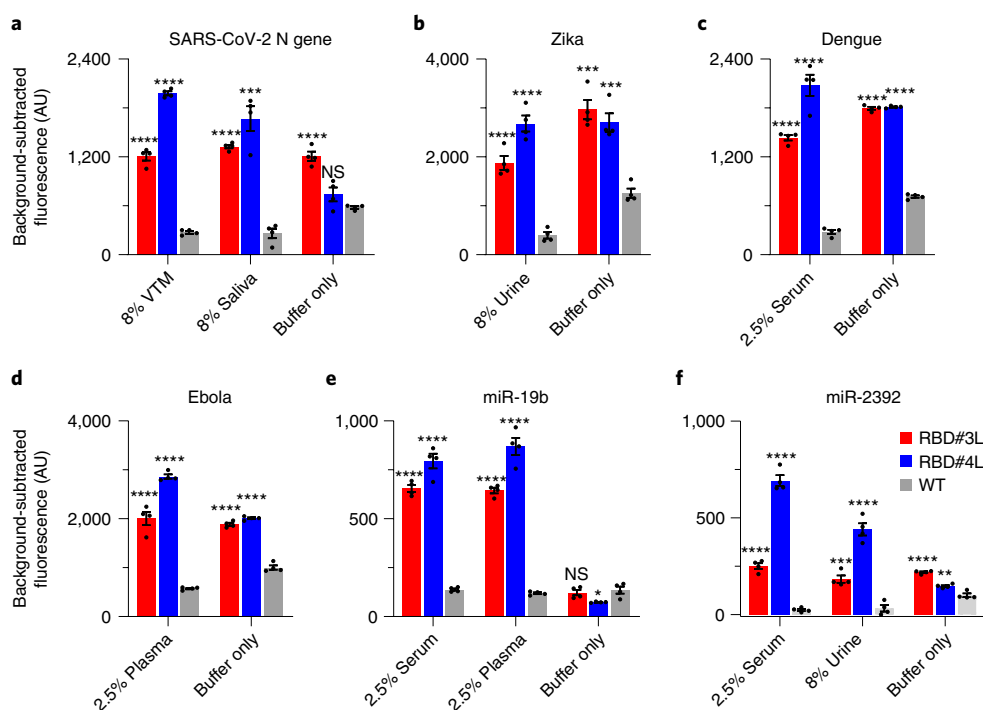 a
SARS-CoV-2 N gene
Background-subtracted
fluorescence (AU)
2,400
1,200
0
****
****
****
***
****
NS
8% VTM
8% Saliva
Buffer only
b
Zika
4,000
2,000
0
****
****
***
***
8% Urine
Buffer only
c
Dengue
2,400
1,200
0
****
****
****
****
2.5% Serum
Buffer only
d
Ebola
Background-subtracted
fluorescence (AU)
4,000
2,000
0
****
****
****
****
2.5% Plasma
Buffer only
e
miR-19b
1,000
500
0
****
****
****
****
NS
*
2.5% Serum
2.5% Plasma
Buffer only
f
miR-2392
1,000
500
0
****
****
***
****
****
**
2.5% Serum
8% Urine
Buffer only
RBD#3L
RBD#4L
WT